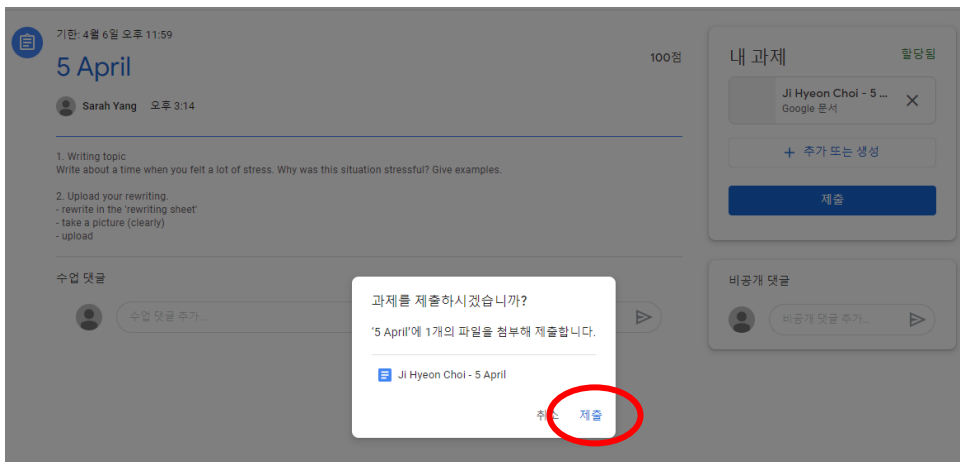 기한: 4월 6일 오후 11:59
5 April
100점
Sarah Yang 오후 3:14
1. Writing topic
Write about a time when you felt a lot of stress. Why was this situation stressful? Give examples.
2. Upload your rewriting.
- rewrite in the 'rewriting sheet'
- take a picture (clearly)
- upload
수업 댓글
수업 댓글 추가...
내 과제
할당됨
Ji Hyeon Choi - 5 ...
Google 문서
+ 추가 또는 생성
제출
비공개 댓글
비공개 댓글 추가...
과제를 제출하시겠습니까?
'5 April'에 1개의 파일을 첨부해 제출합니다.
Ji Hyeon Choi - 5 April
취소 제출